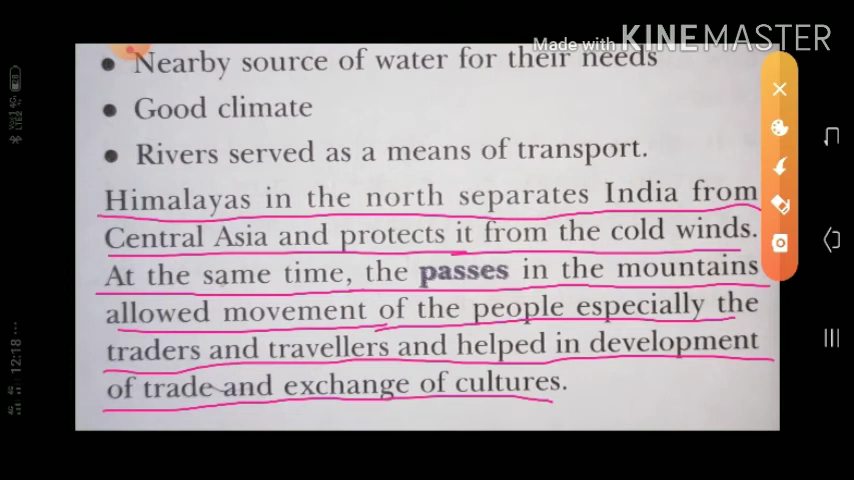 Made with KINEMASTER
• Nearby source of water for their needs
• Good climate
• Rivers served as a means of transport.
Himalayas in the north separates India from
Central Asia and protects it from the cold winds.
At the same time, the passes in the mountains
allowed movement of the people especially the
traders and travellers and helped in development
of trade and exchange of cultures.
12:18